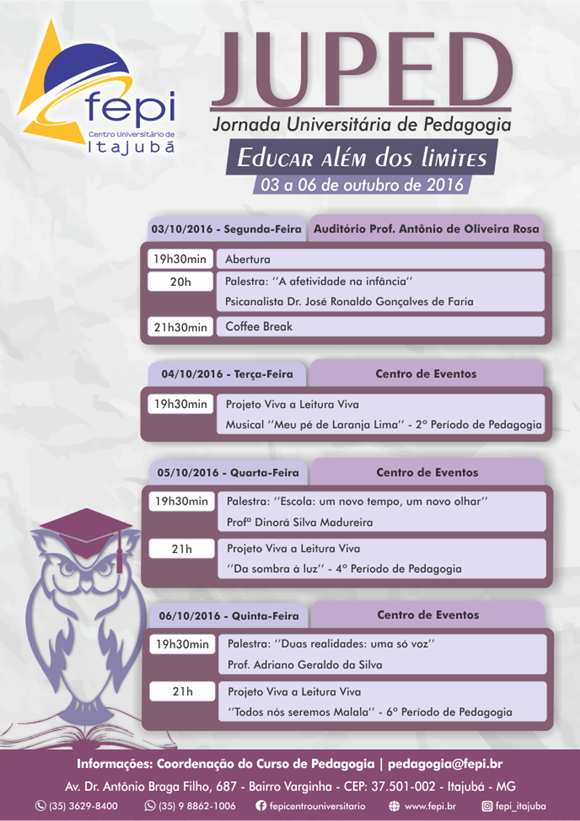 fepi
Centro Universitário de
Itajubá
JUPED
Jornada Universitária de Pedagogia
Educar além dos limites
03 a 06 de outubro de 2016
03/10/2016 - Segunda-Feira
Auditório Prof. Antônio de Oliveira Rosa
19h30min
Abertura
20h
Palestra: ''A afetividade na infância''
Psicanalista Dr. José Ronaldo Gonçalves de Faria
21h30min
Coffee Break
04/10/2016 - Terça-Feira
Centro de Eventos
19h30min
Projeto Viva a Leitura Viva
Musical ''Meu pé de Laranja Lima'' - 2º Período de Pedagogia
05/10/2016 - Quarta-Feira
Centro de Eventos
19h30min
Palestra: ''Escola: um novo tempo, um novo olhar''
Profª Dinorá Silva Madureira
21h
Projeto Viva a Leitura Viva
''Da sombra à luz'' - 4º Período de Pedagogia
06/10/2016 - Quinta-Feira
Centro de Eventos
19h30min
Palestra: ''Duas realidades: uma só voz''
Prof. Adriano Geraldo da Silva
21h
Projeto Viva a Leitura Viva
''Todos nós seremos Malala'' - 6º Período de Pedagogia
Informações: Coordenação do Curso de Pedagogia | pedagogia@fepi.br
Av. Dr. Antônio Braga Filho, 687 - Bairro Varginha - CEP: 37.501-002 - Itajubá - MG
(35) 3629-8400 (35) 9 8862-1006 fepicentrouniversitario www.fepi.br fepi_itajuba